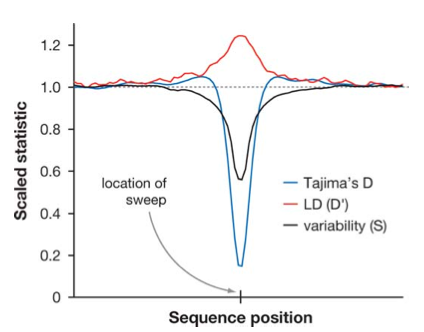 Scaled statistic
1.2
1.0
0.8
0.6
0.4
0.2
0
location of
sweep
Tajima's D
LD (D')
variability (S)
Sequence position